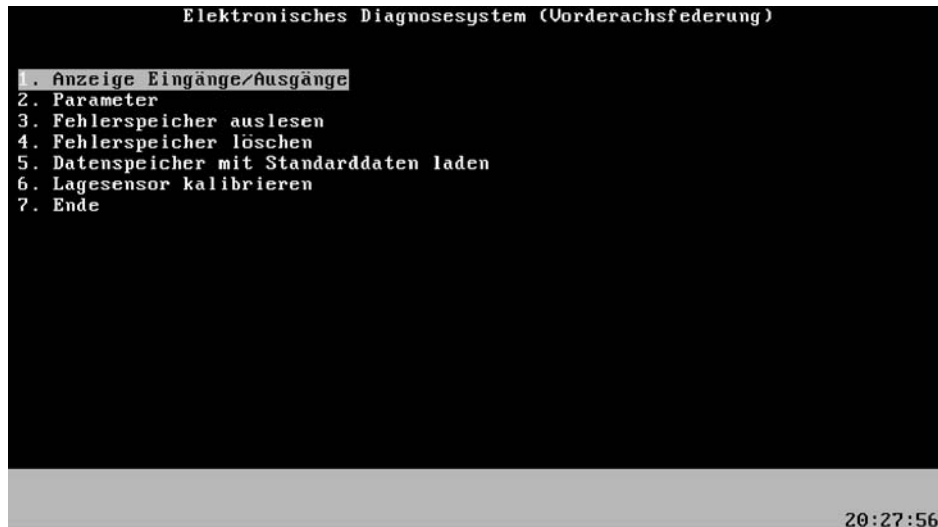 Elektronisches Diagnosesystem (Vorderachsfederung)
1. Anzeige Eingänge/Ausgänge
2. Parameter
3. Fehlerspeicher auslesen
4. Fehlerspeicher löschen
5. Datenspeicher mit Standarddaten laden
6. Lagesensor kalibrieren
7. Ende
20:27:56